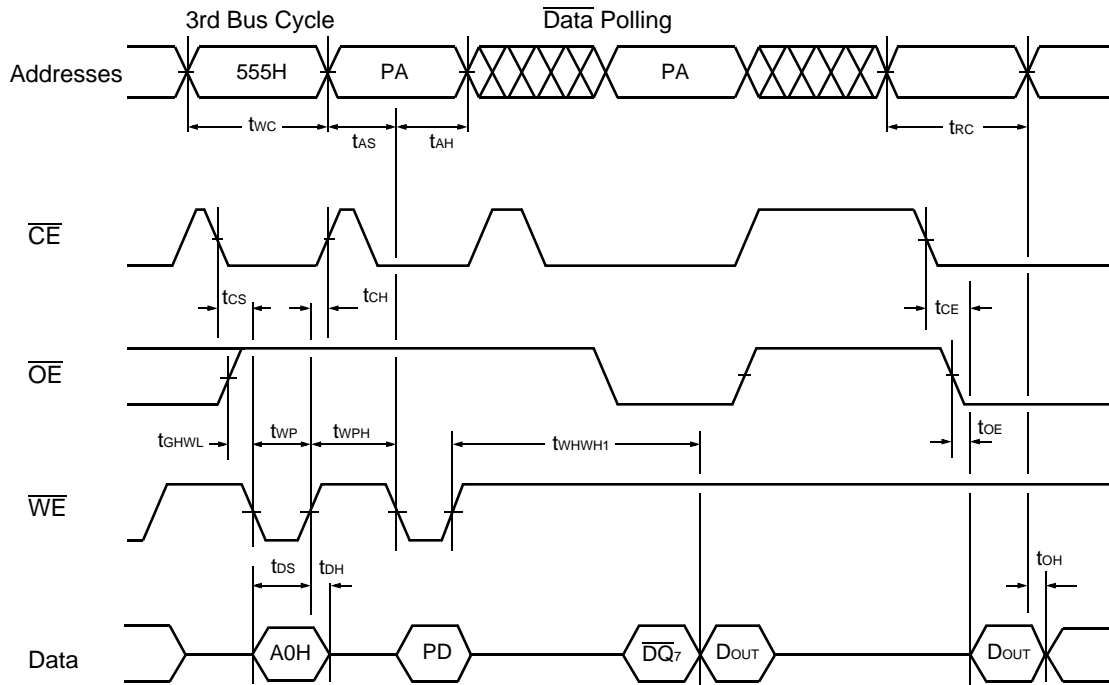 3rd Bus Cycle
Data Polling
Addresses
555H
PA
PA
tWC
tAS
tAH
tRC
CE
tCS
tCH
tCE
OE
tGHWL
tWP
tWPH
tWHWH1
tOE
WE
tDS
tDH
tOH
Data
A0H
PD
DQ7
DOUT
DOUT